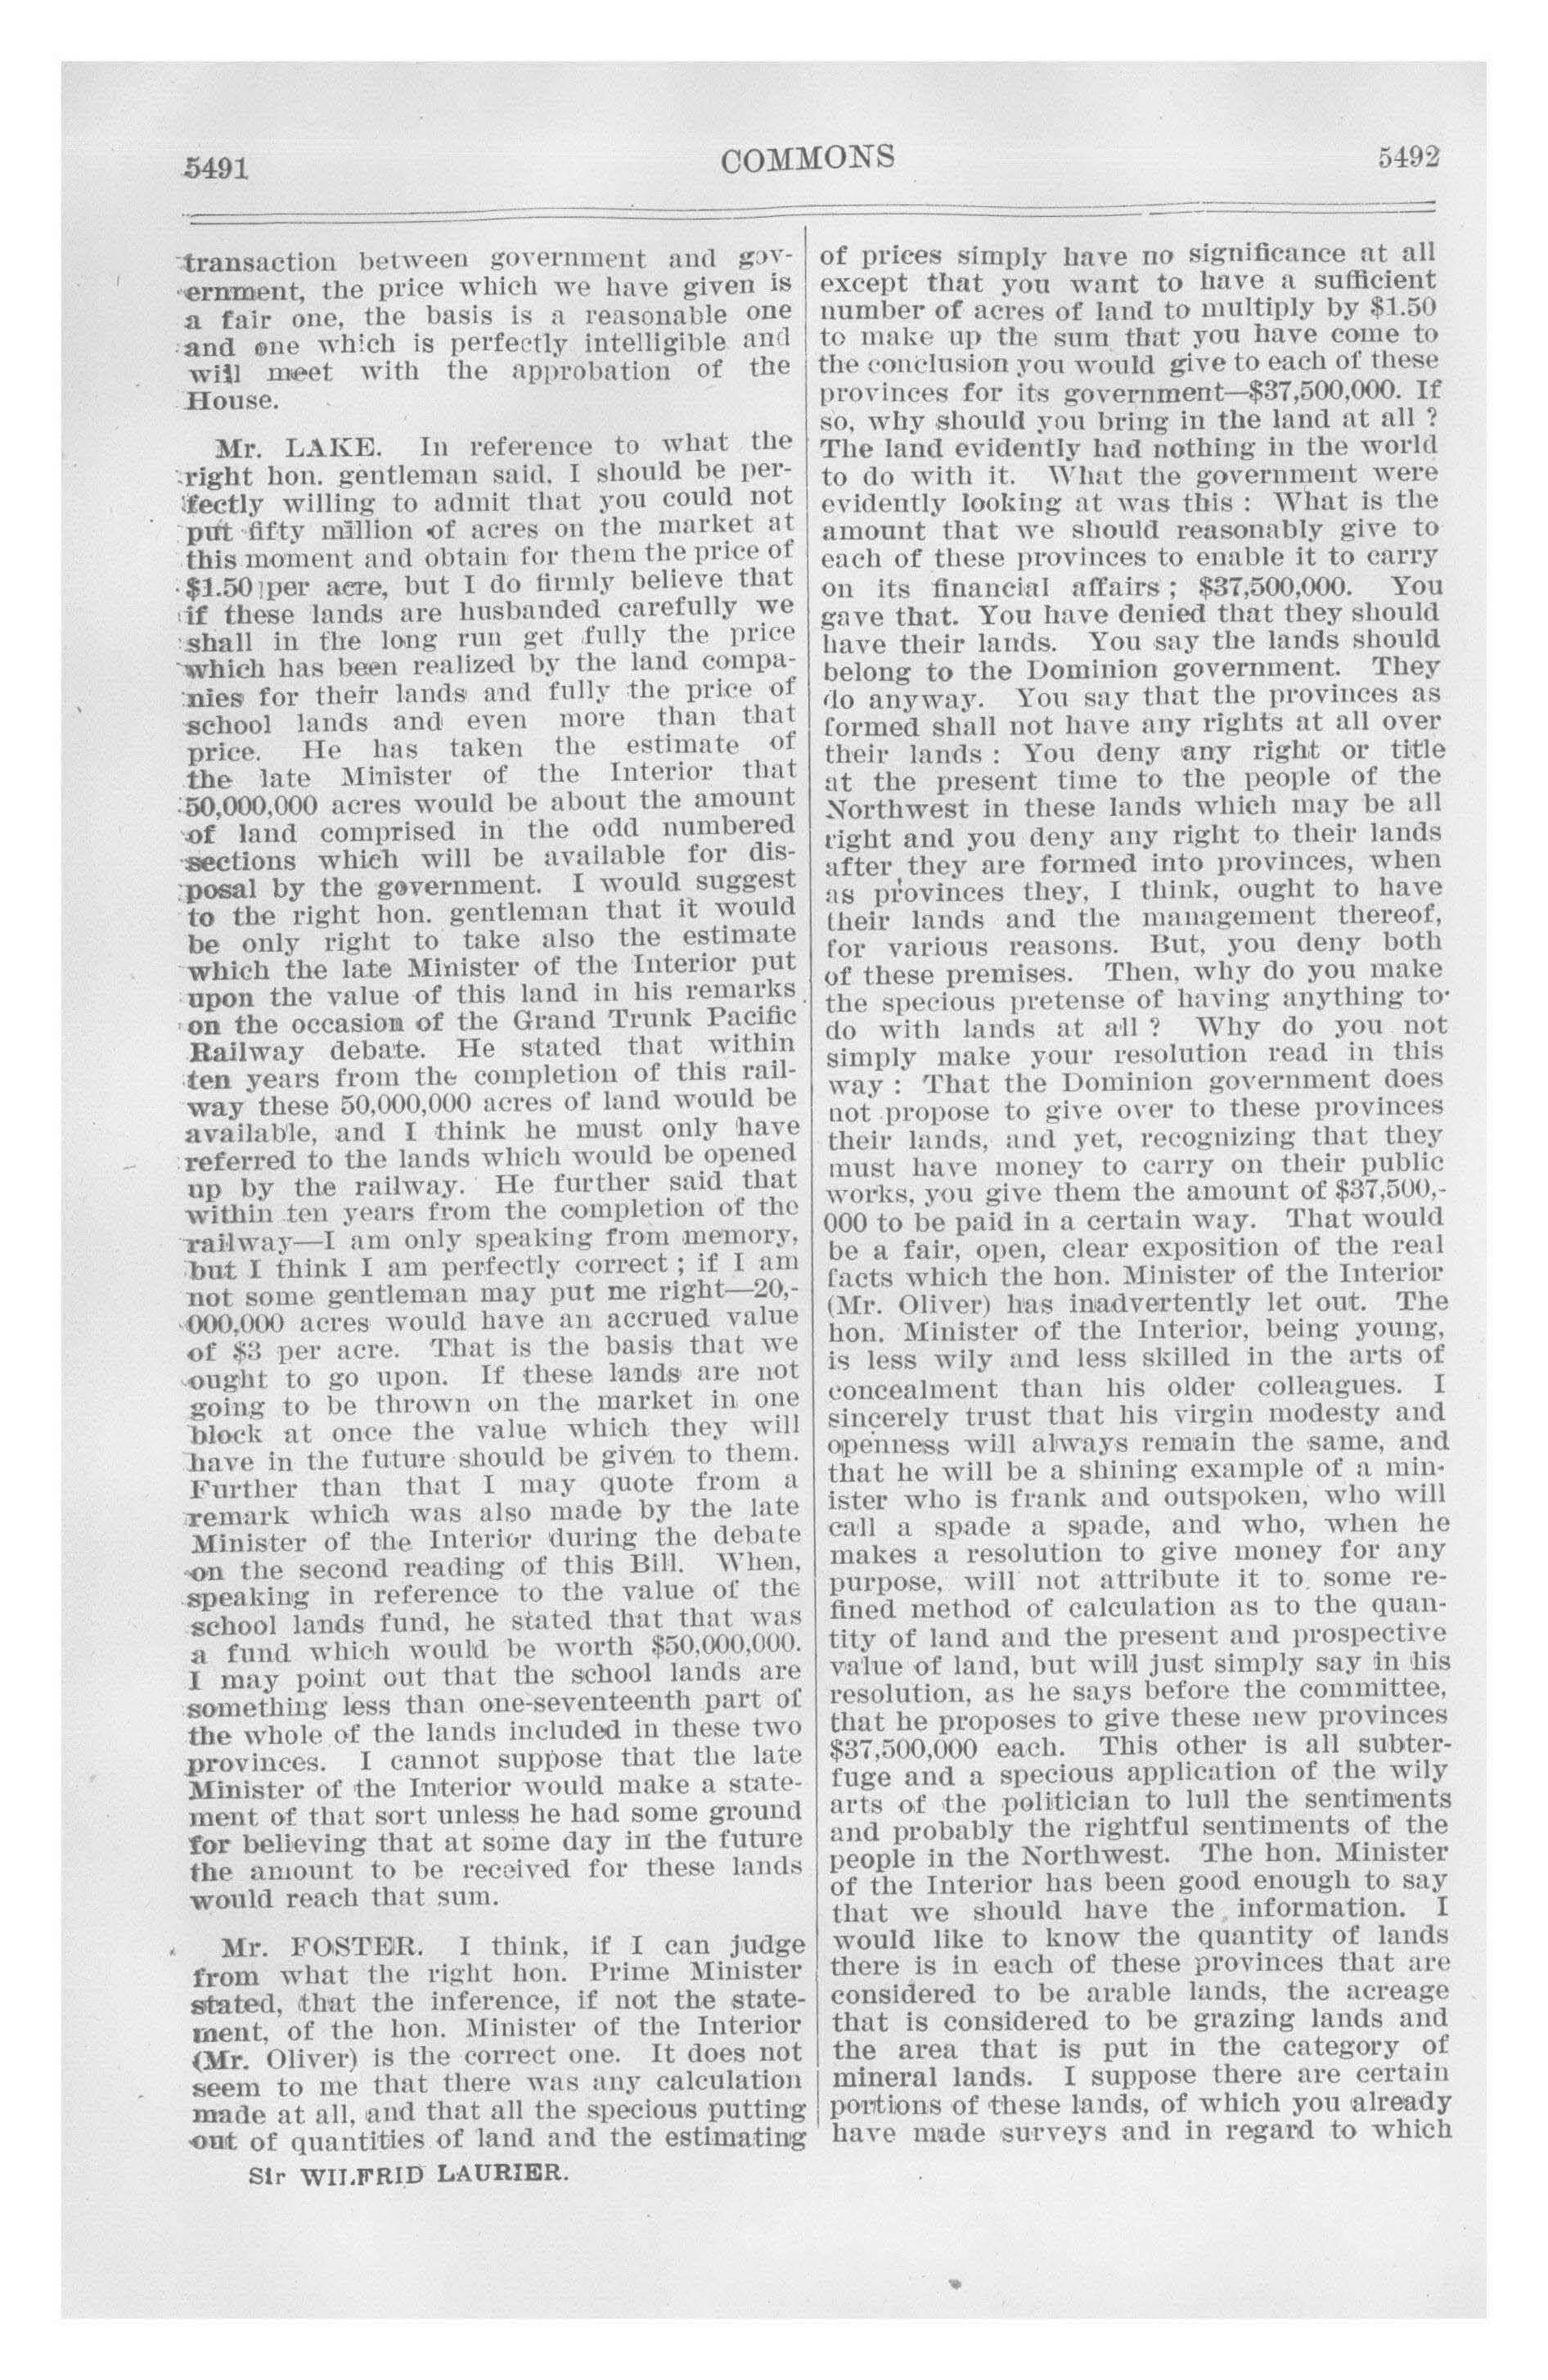 5491
COMMONS
5492
transaction between government and gov-
ernment, the price which we have given is
a fair one, the basis is a reasonable one
and one which is perfectly intelligible and
will meet with the approbation of the
House.
Mr. LAKE. In reference to what the
right hon. gentleman said, I should be per-
fectly willing to admit that you could not
put fifty million of acres on the market at
this moment and obtain for them the price of
$1.50 per acre, but I do firmly believe that
if these lands are husbanded carefully we
shall in the long run get fully the price
which has been realized by the land compa-
nies for their lands and fully the price of
school lands and even more than that
price. He has taken the estimate of
the late Minister of the Interior that
50,000,000 acres would be about the amount
of land comprised in the odd numbered
sections which will be available for dis-
posal by the government. I would suggest
to the right hon. gentleman that it would
be only right to take also the estimate
which the late Minister of the Interior put
upon the value of this land in his remarks
on the occasion of the Grand Trunk Pacific
Railway debate. He stated that within
ten years from the completion of this rail-
way these 50,000,000 acres of land would be
available, and I think he must only have
referred to the lands which would be opened
up by the railway. He further said that
within ten years from the completion of the
railway—I am only speaking from memory,
but I think I am perfectly correct ; if I am
not some gentleman may put me right—20,-
000,000 acres would have an accrued value
of $3 per acre. That is the basis that we
ought to go upon. If these lands are not
going to be thrown on the market in one
block at once the value which they will
have in the future should be given to them.
Further than that I may quote from a
remark which was also made by the late
Minister of the Interior during the debate
on the second reading of this Bill. When,
speaking in reference to the value of the
school lands fund, he stated that that was
a fund which would be worth $50,000,000.
I may point out that the school lands are
something less than one-seventeenth part of
the whole of the lands included in these two
provinces. I cannot suppose that the late
Minister of the Interior would make a state-
ment of that sort unless he had some ground
for believing that at some day in the future
the amount to be received for these lands
would reach that sum.
Mr. FOSTER. I think, if I can judge
from what the right hon. Prime Minister
stated, that the inference, if not the state-
ment, of the hon. Minister of the Interior
(Mr. Oliver) is the correct one. It does not
seem to me that there was any calculation
made at all, and that all the specious putting
out of quantities of land and the estimating
Sir WILFRID LAURIER.
of prices simply have no significance at all
except that you want to have a sufficient
number of acres of land to multiply by $1.50
to make up the sum that you have come to
the conclusion you would give to each of these
provinces for its government—$37,500,000. If
so, why should you bring in the land at all ?
The land evidently had nothing in the world
to do with it. What the government were
evidently looking at was this : What is the
amount that we should reasonably give to
each of these provinces to enable it to carry
on its financial affairs ; $37,500,000. You
gave that. You have denied that they should
have their lands. You say the lands should
belong to the Dominion government. They
do anyway. You say that the provinces as
formed shall not have any rights at all over
their lands : You deny any right or title
at the present time to the people of the
Northwest in these lands which may be all
right and you deny any right to their lands
after they are formed into provinces, when
as provinces they, I think, ought to have
their lands and the management thereof,
for various reasons. But, you deny both
of these premises. Then, why do you make
the specious pretense of having anything to
do with lands at all ? Why do you not
simply make your resolution read in this
way : That the Dominion government does
not propose to give over to these provinces
their lands, and yet, recognizing that they
must have money to carry on their public
works, you give them the amount of $37,500,-
000 to be paid in a certain way. That would
be a fair, open, clear exposition of the real
facts which the hon. Minister of the Interior
(Mr. Oliver) has inadvertently let out. The
hon. Minister of the Interior, being young,
is less wily and less skilled in the arts of
concealment than his older colleagues. I
sincerely trust that his virgin modesty and
openness will always remain the same, and
that he will be a shining example of a min-
ister who is frank and outspoken, who will
call a spade a spade, and who, when he
makes a resolution to give money for any
purpose, will not attribute it to some re-
fined method of calculation as to the quan-
tity of land and the present and prospective
value of land, but will just simply say in his
resolution, as he says before the committee,
that he proposes to give these new provinces
$37,500,000 each. This other is all subter-
fuge and a specious application of the wily
arts of the politician to lull the sentiments
and probably the rightful sentiments of the
people in the Northwest. The hon. Minister
of the Interior has been good enough to say
that we should have the information. I
would like to know the quantity of lands
there is in each of these provinces that are
considered to be arable lands, the acreage
that is considered to be grazing lands and
the area that is put in the category of
mineral lands. I suppose there are certain
portions of these lands, of which you already
have made surveys and in regard to which